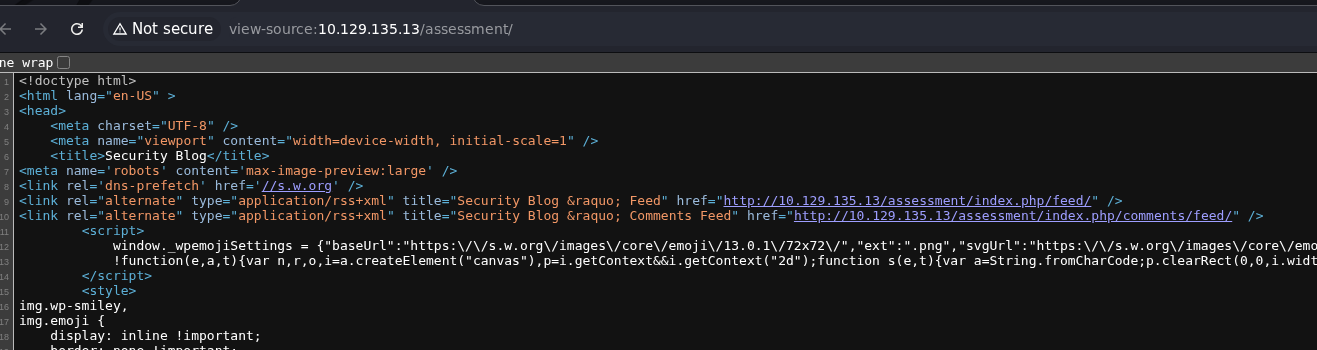 Not secure view-source:10.129.135.13/assessment/
ne wrap
1 <!doctype html>
2 <html lang="en-US" >
3 <head>
4 <meta charset="UTF-8" />
5 <meta name="viewport" content="width=device-width, initial-scale=1" />
6 <title>Security Blog</title>
7 <meta name='robots' content='max-image-preview:large' />
8 <link rel='dns-prefetch' href='//s.w.org' />
9 <link rel="alternate" type="application/rss+xml" title="Security Blog &raquo; Feed" href="http://10.129.135.13/assessment/index.php/feed/" />
10 <link rel="alternate" type="application/rss+xml" title="Security Blog &raquo; Comments Feed" href="http://10.129.135.13/assessment/index.php/comments/feed/" />
11 <script>
12 window._wpemojiSettings = {"baseUrl":"https:\/\/s.w.org\/images\/core\/emoji\/13.0.1\/72x72\/","ext":".png","svgUrl":"https:\/\/s.w.org\/images\/core\/emo
13 !function(e,a,t){var n,r,o,i=a.createElement("canvas"),p=i.getContext&&i.getContext("2d");function s(e,t){var a=String.fromCharCode;p.clearRect(0,0,i.widt
14 </script>
15 <style>
16 img.wp-smiley,
17 img.emoji {
18 display: inline !important;
border: none !important;